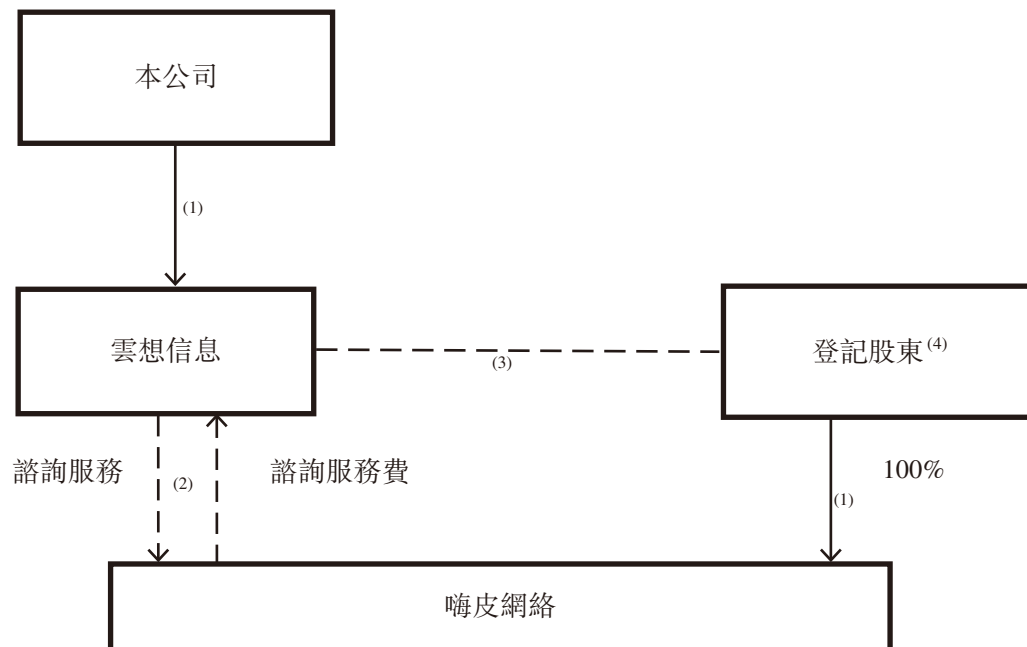 本公司
(1)
雲想信息
(3)
登記股東(4)
諮詢服務
(2)
諮詢服務費
(1)
100%
嗨皮網絡